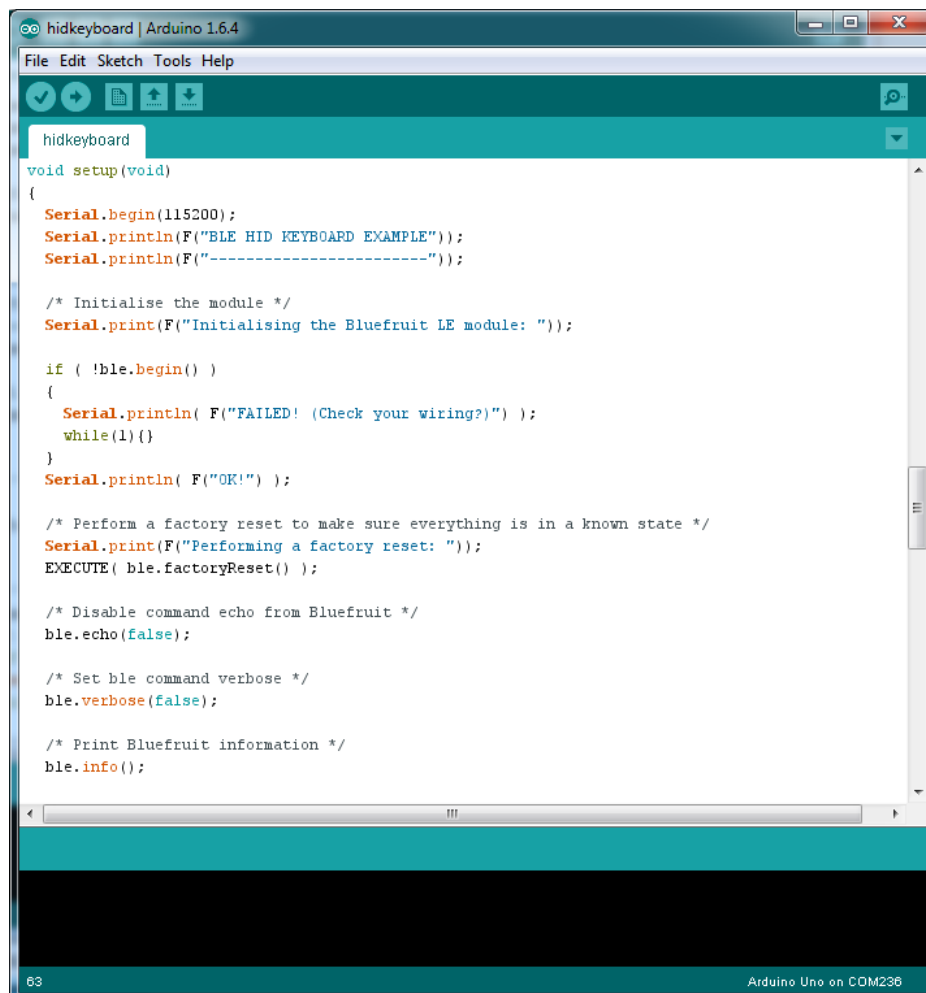 hidkeyboard | Arduino 1.6.4
File Edit Sketch Tools Help
hidkeyboard
void setup(void)
{
  Serial.begin(115200);
  Serial.println(F("BLE HID KEYBOARD EXAMPLE"));
  Serial.println(F("------------------------"));

  /* Initialise the module */
  Serial.print(F("Initialising the Bluefruit LE module: "));

  if ( !ble.begin() )
  {
    Serial.println( F("FAILED! (Check your wiring?)") );
    while(1){}
  }
  Serial.println( F("OK!") );

  /* Perform a factory reset to make sure everything is in a known state */
  Serial.print(F("Performing a factory reset: "));
  EXECUTE( ble.factoryReset() );

  /* Disable command echo from Bluefruit */
  ble.echo(false);

  /* Set ble command verbose */
  ble.verbose(false);

  /* Print Bluefruit information */
  ble.info();
63
Arduino Uno on COM236